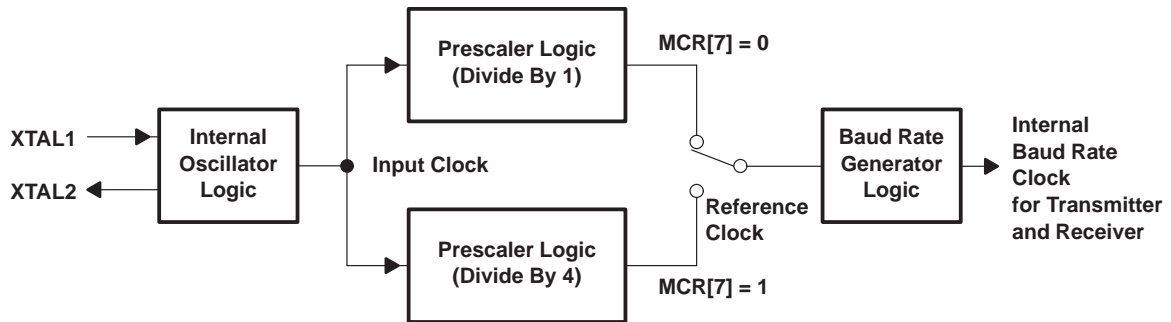 Prescaler Logic
(Divide By 1)
MCR[7] = 0
XTAL1
XTAL2
Internal
Oscillator
Logic
Input Clock
Baud Rate
Generator
Logic
Internal
Baud Rate
Clock
for Transmitter
and Receiver
Reference
Clock
Prescaler Logic
(Divide By 4)
MCR[7] = 1